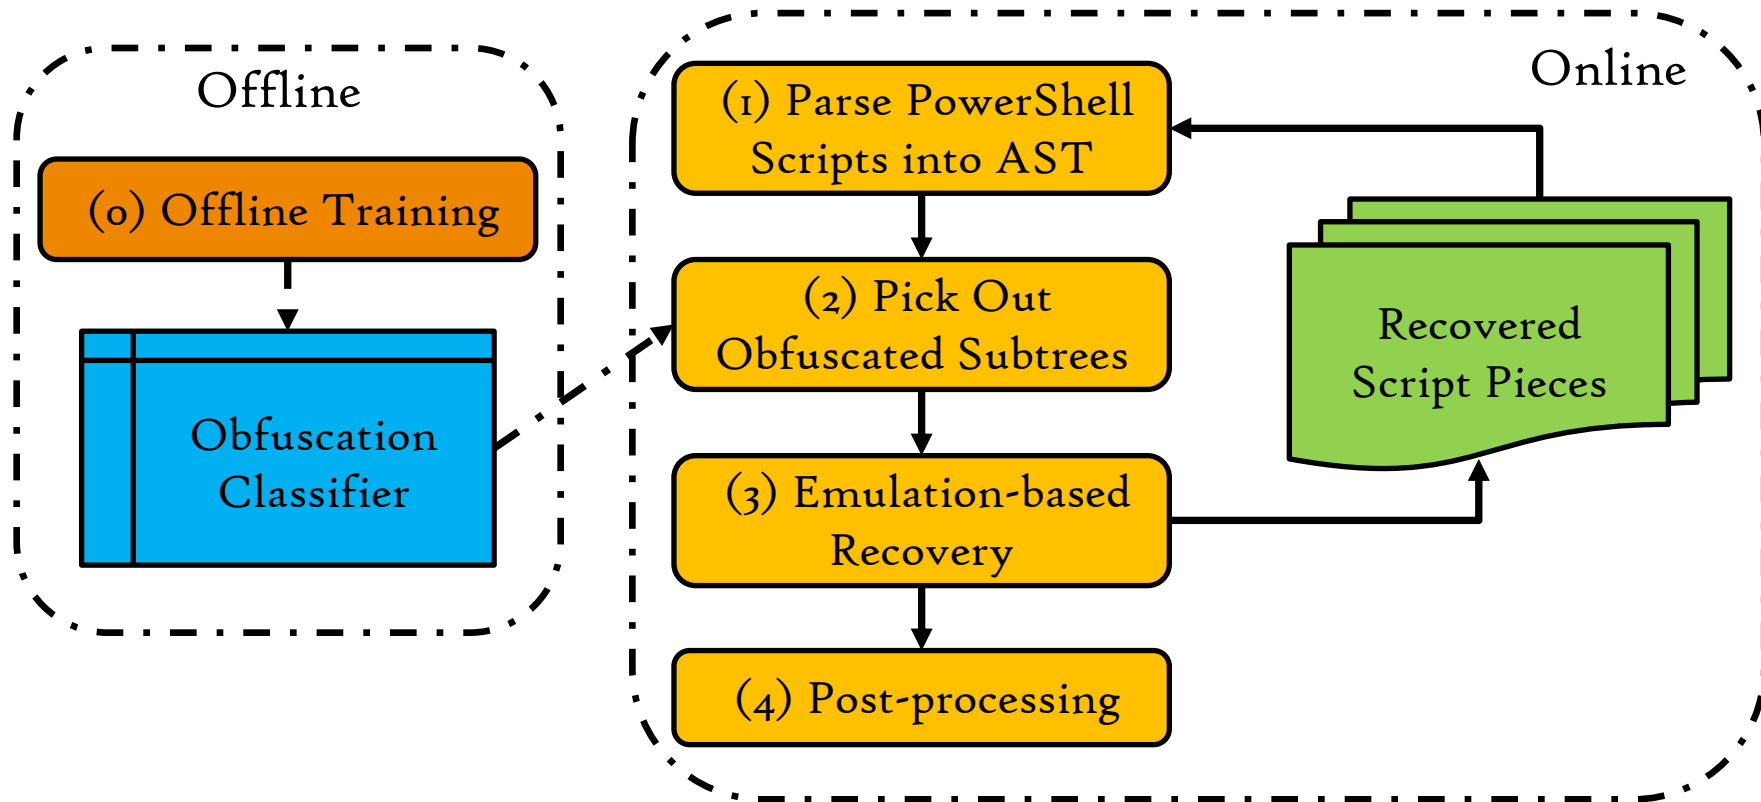 Offline
(0) Offline Training
Obfuscation
Classifier
Online
(1) Parse PowerShell
Scripts into AST
(2) Pick Out
Obfuscated Subtrees
(3) Emulation-based
Recovery
(4) Post-processing
Recovered
Script Pieces